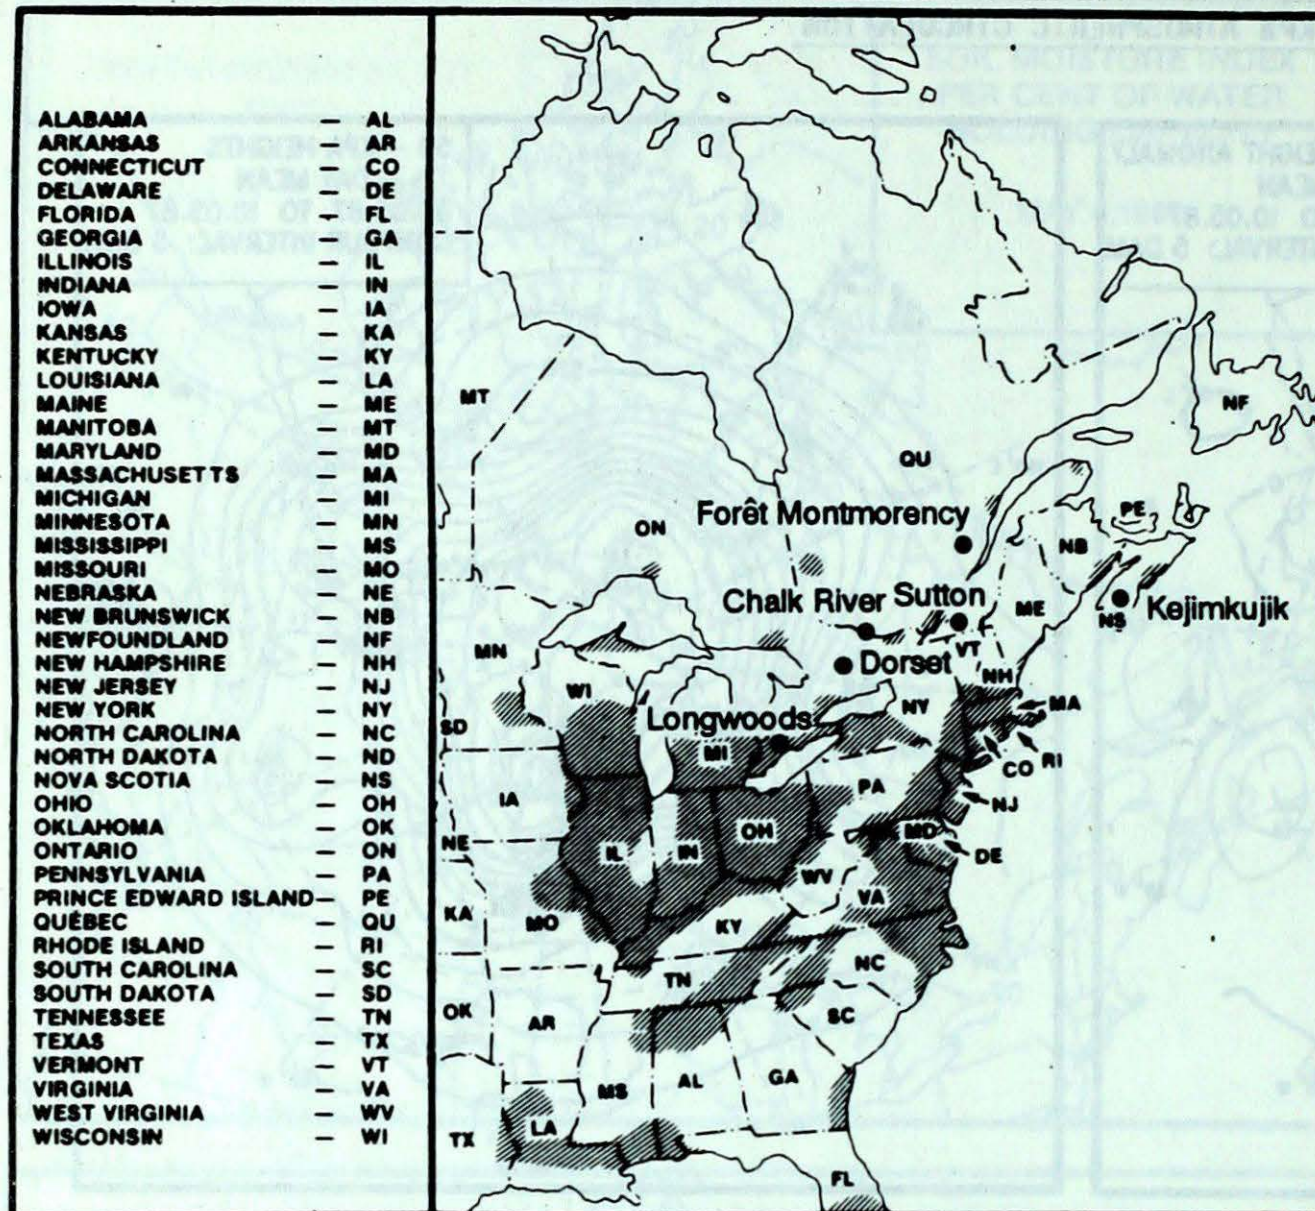 ALABAMA – AL
ARKANSAS – AR
CONNECTICUT – CO
DELAWARE – DE
FLORIDA – FL
GEORGIA – GA
ILLINOIS – IL
INDIANA – IN
IOWA – IA
KANSAS – KA
KENTUCKY – KY
LOUISIANA – LA
MAINE – ME
MANITOBA – MT
MARYLAND – MD
MASSACHUSETTS – MA
MICHIGAN – MI
MINNESOTA – MN
MISSISSIPPI – MS
MISSOURI – MO
NEBRASKA – NE
NEW BRUNSWICK – NB
NEWFOUNDLAND – NF
NEW HAMPSHIRE – NH
NEW JERSEY – NJ
NEW YORK – NY
NORTH CAROLINA – NC
NORTH DAKOTA – ND
NOVA SCOTIA – NS
OHIO – OH
OKLAHOMA – OK
ONTARIO – ON
PENNSYLVANIA – PA
PRINCE EDWARD ISLAND – PE
QUÉBEC – QU
RHODE ISLAND – RI
SOUTH CAROLINA – SC
SOUTH DAKOTA – SD
TENNESSEE – TN
TEXAS – TX
VERMONT – VT
VIRGINIA – VA
WEST VIRGINIA – WV
WISCONSIN – WI
MT
NF
QU
Forêt Montmorency
PE
ON
NB
Chalk River
Sutton
ME
NS
Kejimkujik
MN
VT
Dorset
NH
WI
NY
MA
Longwoods
SD
MI
CO
RI
IA
PA
NJ
NE
IL
IN
OH
MD
DE
WV
KA
MO
KY
VA
NC
TN
OK
AR
SC
MS
AL
GA
LA
TX
FL